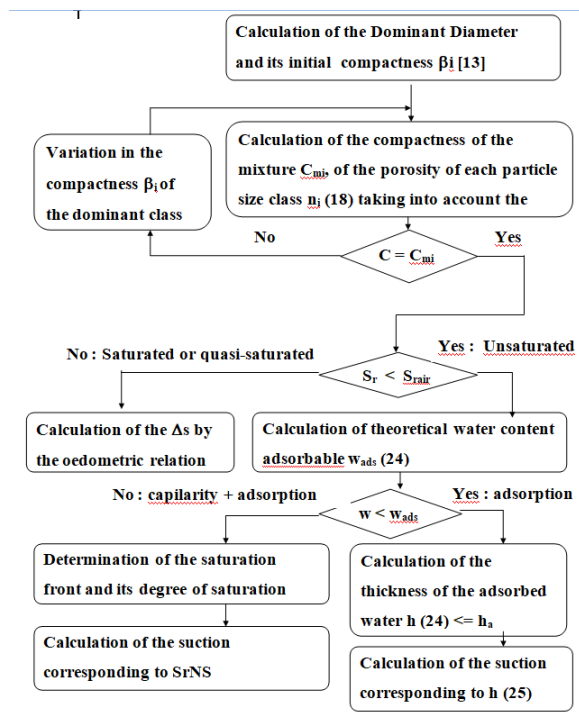 Calculation of the Dominant Diameter
and its initial compactness βi [13]
Variation in the
compactness βi of
the dominant class
Calculation of the compactness of the
mixture Cmi, of the porosity of each particle
size class ni (18) taking into account the
No
Yes
C = Cmi
No : Saturated or quasi-saturated
Yes : Unsaturated
Sr < Srair
Calculation of the Δs by
the oedometric relation
Calculation of theoretical water content
adsorbable wads (24)
No : capilarity + adsorption
Yes : adsorption
w < wads
Determination of the saturation
front and its degree of saturation
Calculation of the
thickness of the adsorbed
water h (24) <= ha
Calculation of the suction
corresponding to SrNS
Calculation of the suction
corresponding to h (25)